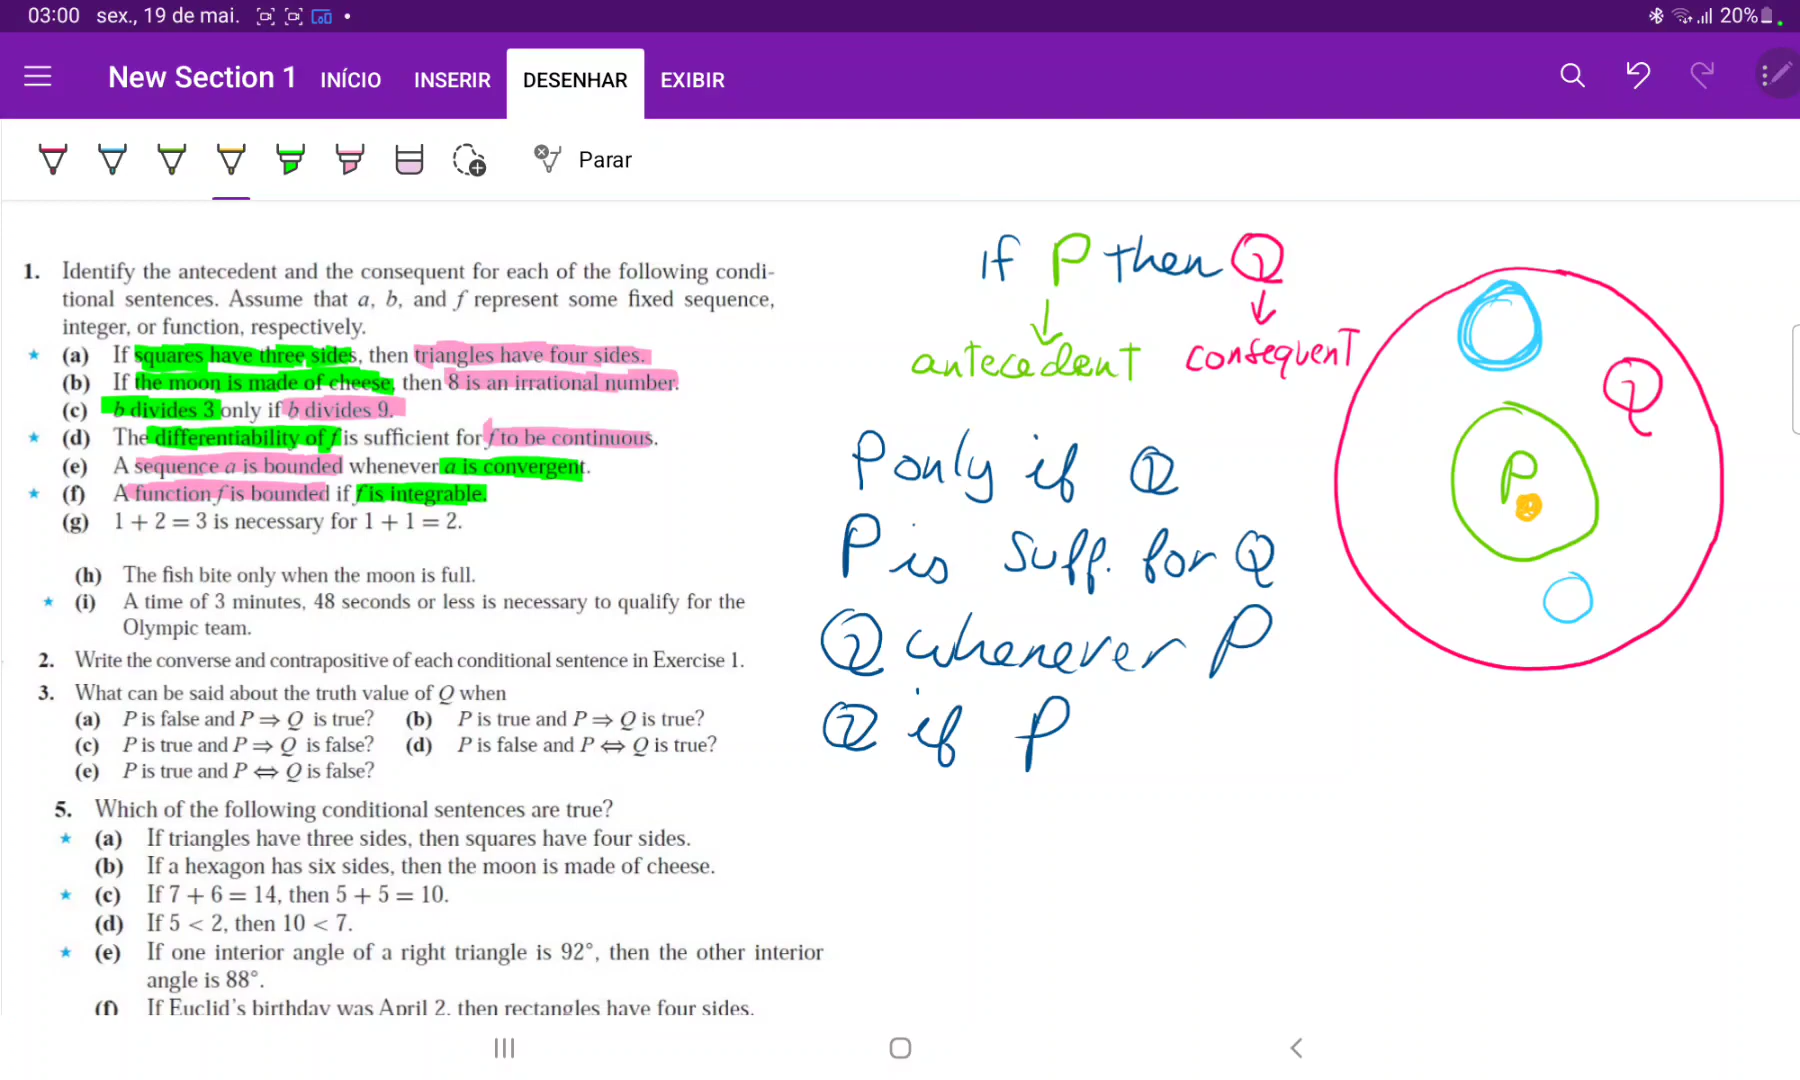 03:00 sex., 19 de mai. 20%
New Section 1 INÍCIO INSERIR DESENHAR EXIBIR
Parar
1. Identify the antecedent and the consequent for each of the following condi-
tional sentences. Assume that a, b, and f represent some fixed sequence,
integer, or function, respectively.
★ (a) If squares have three sides, then triangles have four sides.
(b) If the moon is made of cheese, then 8 is an irrational number.
(c) b divides 3 only if b divides 9.
★ (d) The differentiability of f is sufficient for f to be continuous.
(e) A sequence a is bounded whenever a is convergent.
★ (f) A function f is bounded if f is integrable.
(g) 1 + 2 = 3 is necessary for 1 + 1 = 2.
(h) The fish bite only when the moon is full.
★ (i) A time of 3 minutes, 48 seconds or less is necessary to qualify for the
Olympic team.
2. Write the converse and contrapositive of each conditional sentence in Exercise 1.
3. What can be said about the truth value of Q when
(a) P is false and P ⇒ Q is true? (b) P is true and P ⇒ Q is true?
(c) P is true and P ⇒ Q is false? (d) P is false and P ⇔ Q is true?
(e) P is true and P ⇔ Q is false?
5. Which of the following conditional sentences are true?
★ (a) If triangles have three sides, then squares have four sides.
(b) If a hexagon has six sides, then the moon is made of cheese.
★ (c) If 7 + 6 = 14, then 5 + 5 = 10.
(d) If 5 < 2, then 10 < 7.
★ (e) If one interior angle of a right triangle is 92°, then the other interior
angle is 88°.
(f) If Euclid's birthday was April 2, then rectangles have four sides.
If P then Q
antecedent consequent
P only if Q
P is suff. for Q
Q whenever P
Q if P
Q
P